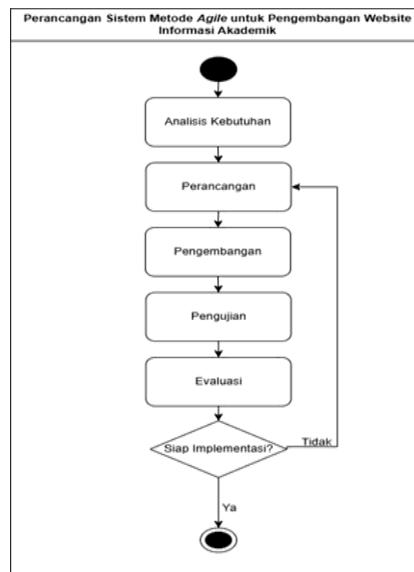 Perancangan Sistem Metode Agile untuk Pengembangan Website
Informasi Akademik
Analisis Kebutuhan
Perancangan
Pengembangan
Pengujian
Evaluasi
Siap Implementasi?
Tidak
Ya